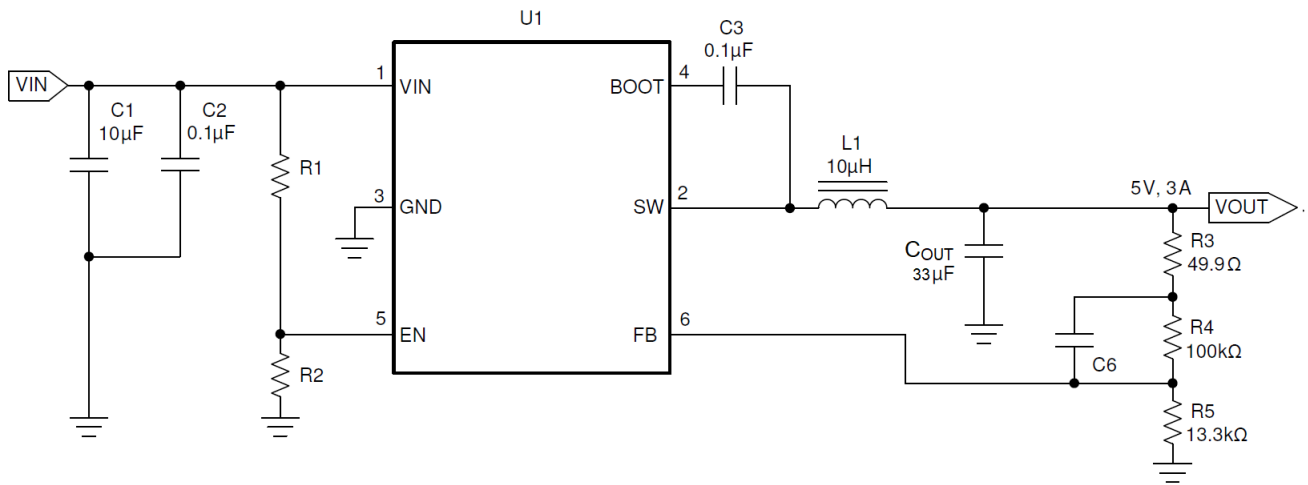 U1
C3
0.1µF
VIN
1
VIN
BOOT
4
C1
10µF
C2
0.1µF
L1
10µH
R1
3
GND
SW
2
5V, 3A
VOUT
.
R3
49.9Ω
COUT
33µF
5
EN
FB
6
R4
100kΩ
C6
R2
R5
13.3kΩ